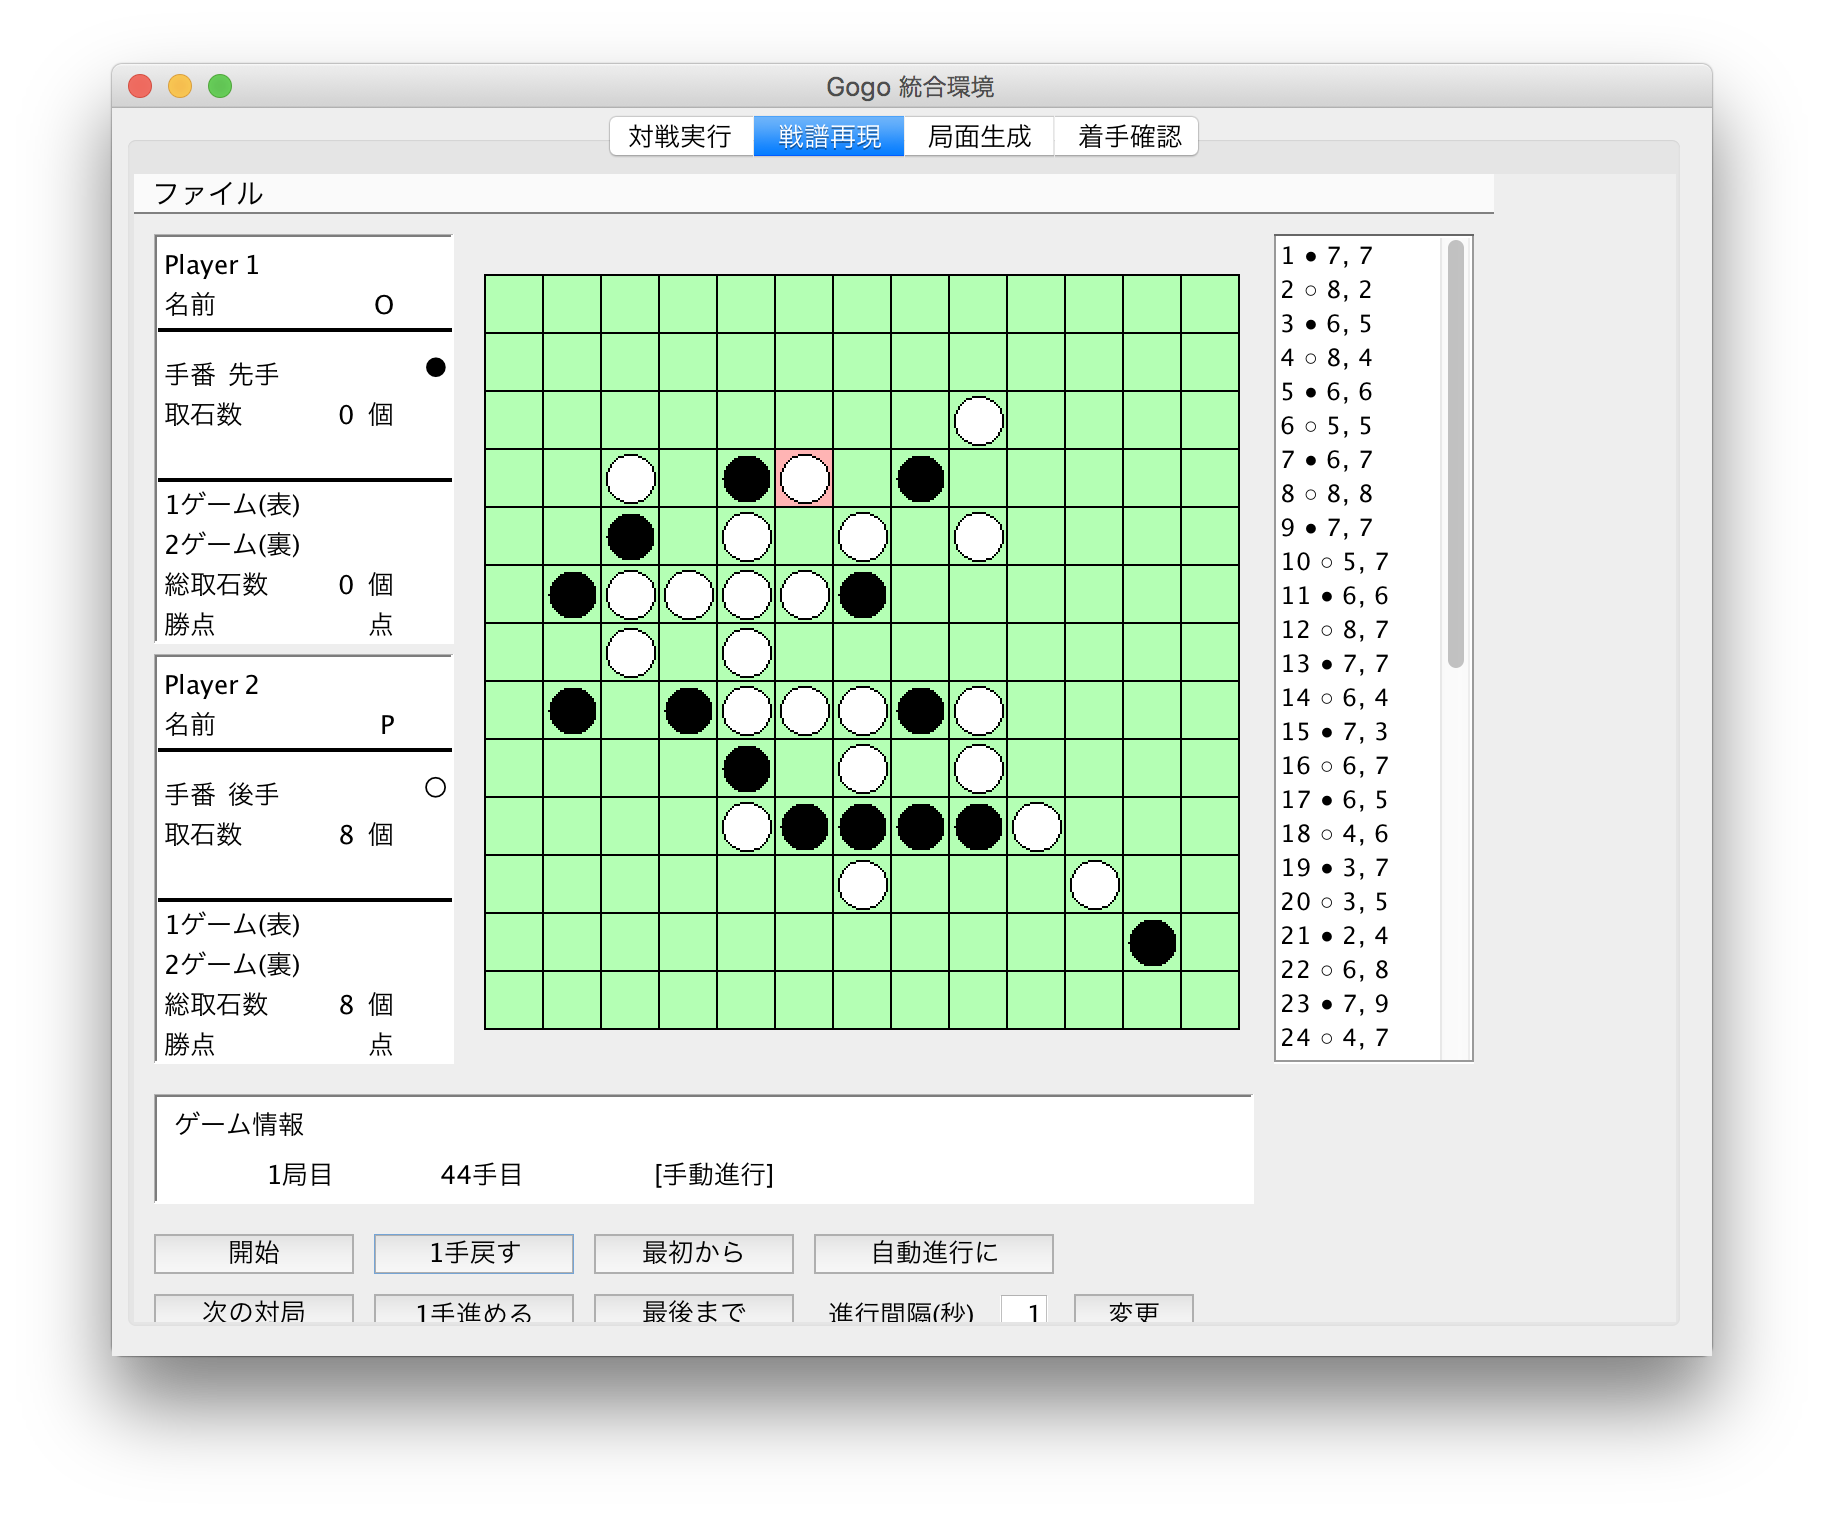 Gogo 統合環境
対戦実行 戦譜再現 局面生成 着手確認
ファイル
Player 1
名前 O
手番 先手 ●
取石数 0 個
1ゲーム(表)
2ゲーム(裏)
総取石数 0 個
勝点 点
Player 2
名前 P
手番 後手 ○
取石数 8 個
1ゲーム(表)
2ゲーム(裏)
総取石数 8 個
勝点 点
1 ● 7, 7
2 ○ 8, 2
3 ● 6, 5
4 ○ 8, 4
5 ● 6, 6
6 ○ 5, 5
7 ● 6, 7
8 ○ 8, 8
9 ● 7, 7
10 ○ 5, 7
11 ● 6, 6
12 ○ 8, 7
13 ● 7, 7
14 ○ 6, 4
15 ● 7, 3
16 ○ 6, 7
17 ● 6, 5
18 ○ 4, 6
19 ● 3, 7
20 ○ 3, 5
21 ● 2, 4
22 ○ 6, 8
23 ● 7, 9
24 ○ 4, 7
ゲーム情報
1局目 44手目 [手動進行]
開始 1手戻す 最初から 自動進行に
次の対局 1手進める 最後まで 進行間隔(秒) 1 変更